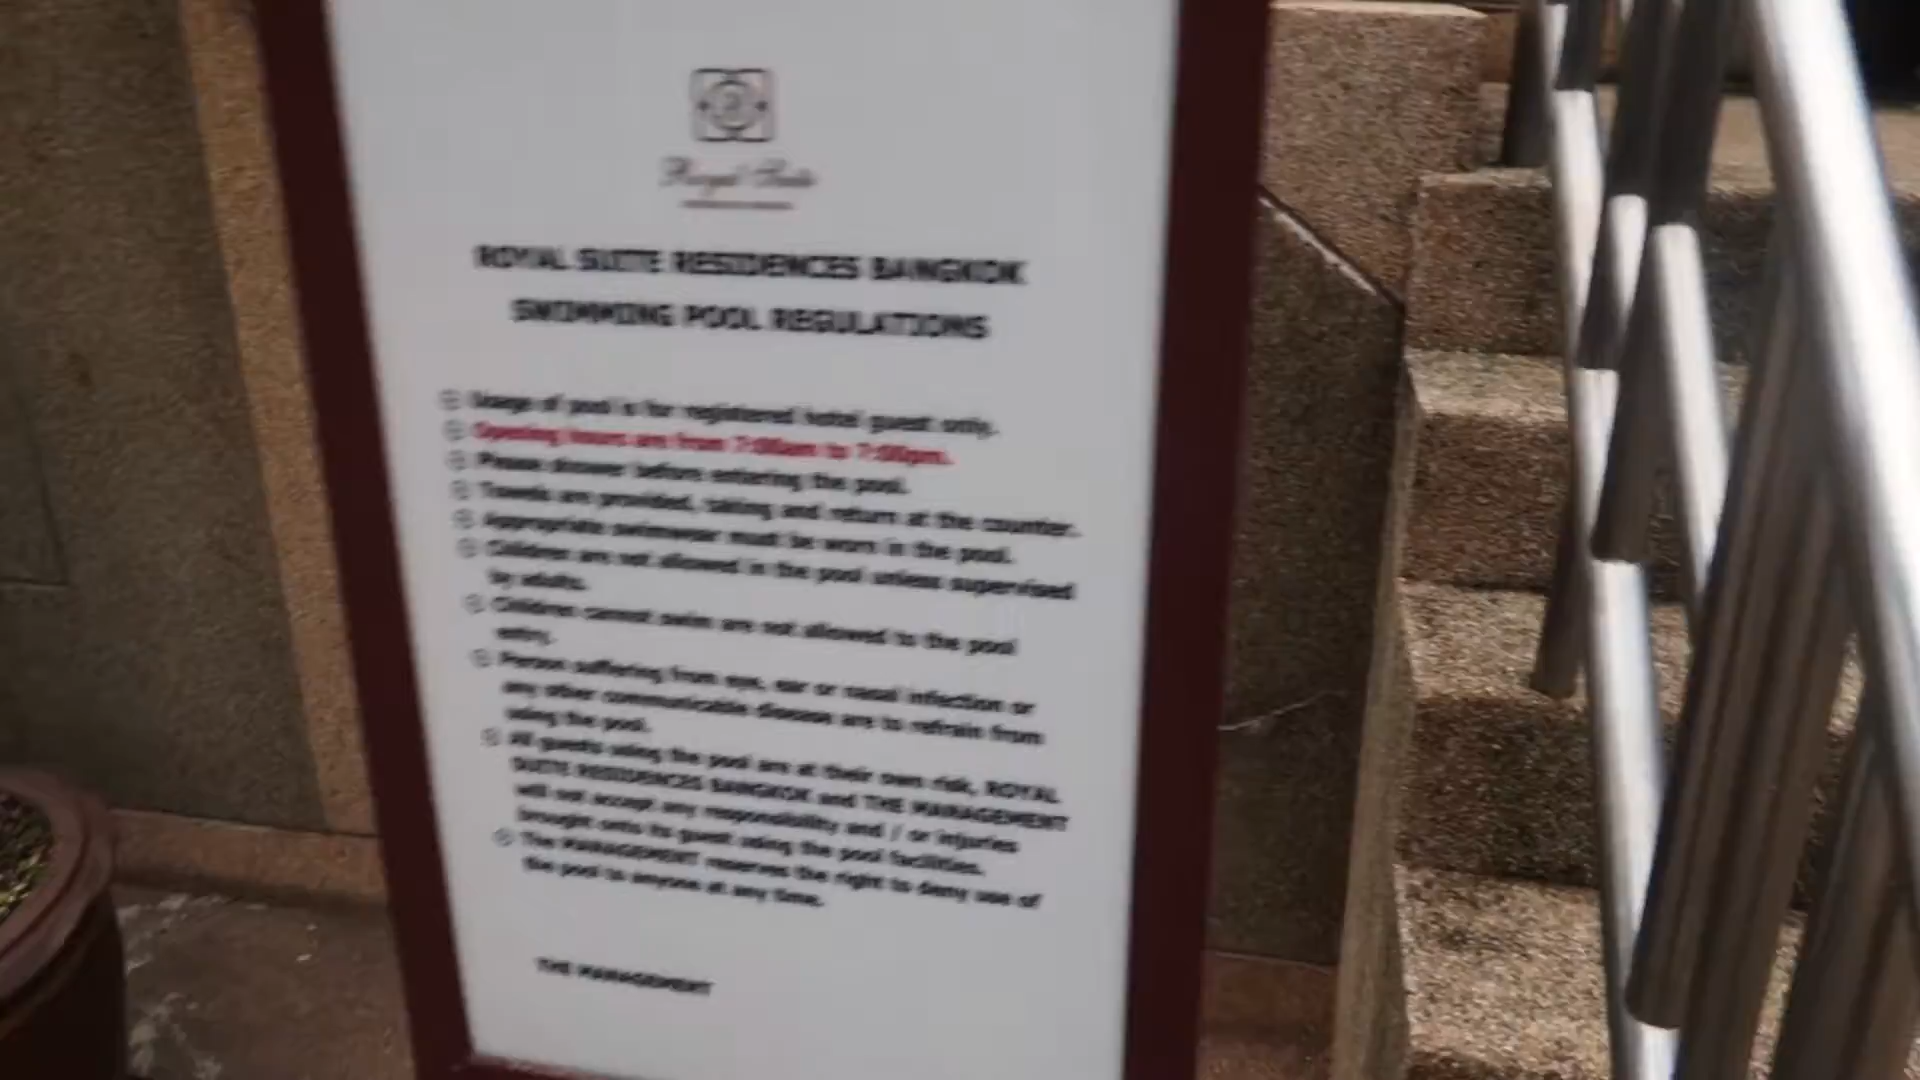 Royal Suite
ROYAL SUITE RESIDENCES BANGKOK
SWIMMING POOL REGULATIONS
Usage of pool is for registered hotel guest only.
Opening hours are from 7:00am to 7:00pm.
Please shower before entering the pool.
Towels are provided, taking and return at the counter.
Appropriate swimwear must be worn in the pool.
Children are not allowed in the pool unless supervised
by adults.
Children cannot swim are not allowed to the pool
entry.
Person suffering from eye, ear or nasal infection or
any other communicable disease are to refrain from
using the pool.
All guests using the pool are at their own risk, ROYAL
SUITE RESIDENCES BANGKOK and THE MANAGEMENT
will not accept any responsibility and / or injuries
brought onto its guest using the pool facilities.
The MANAGEMENT reserves the right to deny use of
the pool to anyone at any time.
THE MANAGEMENT